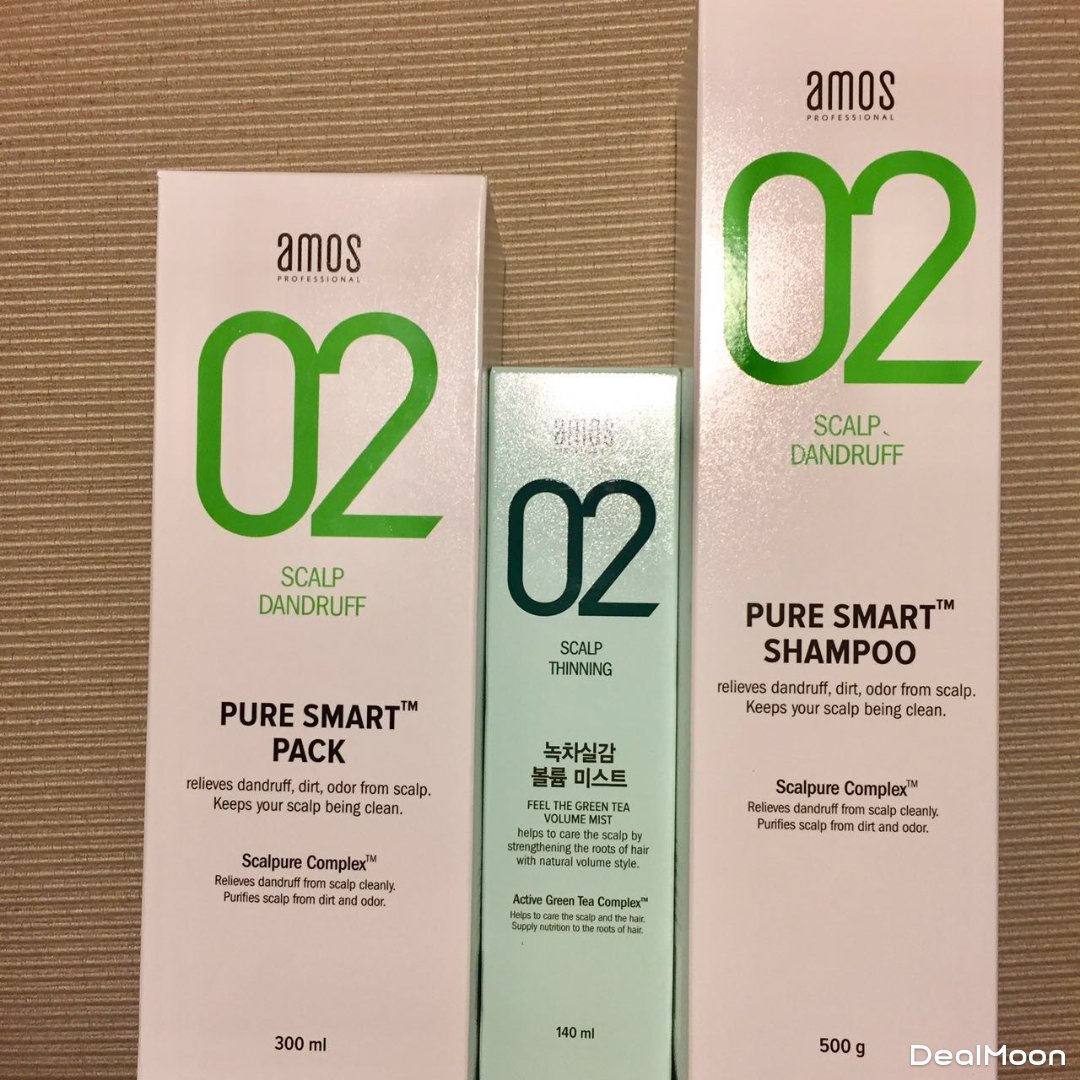 amos
PROFESSIONAL
02
SCALP
DANDRUFF
PURE SMART™
PACK
relieves dandruff, dirt, odor from scalp.
Keeps your scalp being clean.
Scalpure Complex™
Relieves dandruff from scalp cleanly.
Purifies scalp from dirt and odor.
300 ml
amos
PROFESSIONAL
02
SCALP
THINNING
녹차실감
볼륨 미스트
FEEL THE GREEN TEA
VOLUME MIST
helps to care the scalp by
strengthening the roots of hair
with natural volume style.
Active Green Tea Complex™
Helps to care the scalp and the hair.
Supply nutrition to the roots of hair.
140 ml
amos
PROFESSIONAL
02
SCALP
DANDRUFF
PURE SMART™
SHAMPOO
relieves dandruff, dirt, odor from scalp.
Keeps your scalp being clean.
Scalpure Complex™
Relieves dandruff from scalp cleanly.
Purifies scalp from dirt and odor.
500 g
DealMoon